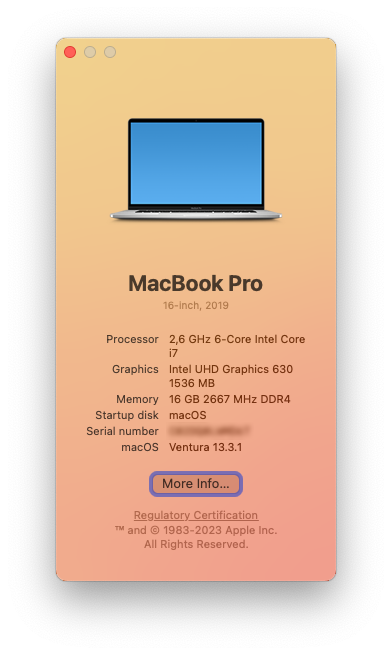 MacBook Pro
16-inch, 2019
Processor 2,6 GHz 6-Core Intel Core
i7
Graphics Intel UHD Graphics 630
1536 MB
Memory 16 GB 2667 MHz DDR4
Startup disk macOS
Serial number
macOS Ventura 13.3.1
More Info...
Regulatory Certification
™ and © 1983-2023 Apple Inc.
All Rights Reserved.